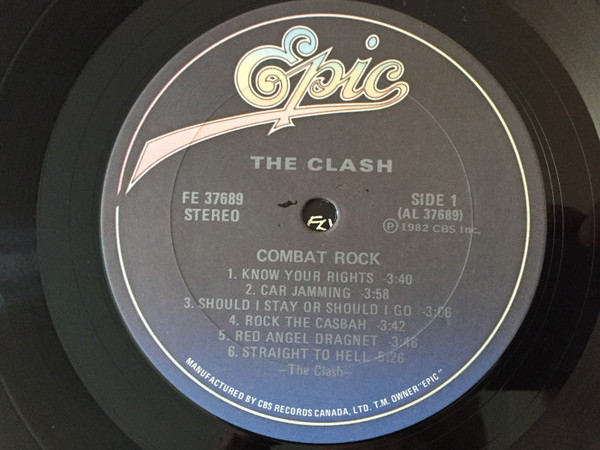 Epic
THE CLASH
FE 37689
STEREO
SIDE 1
(AL 37689)
Ⓟ 1982 CBS Inc.
COMBAT ROCK
1. KNOW YOUR RIGHTS -3:40
2. CAR JAMMING -3:58
3. SHOULD I STAY OR SHOULD I GO -3:06
4. ROCK THE CASBAH -3:42
5. RED ANGEL DRAGNET -3:46
6. STRAIGHT TO HELL -5:26
-The Clash-
MANUFACTURED BY CBS RECORDS CANADA, LTD. T.M. OWNER "EPIC"